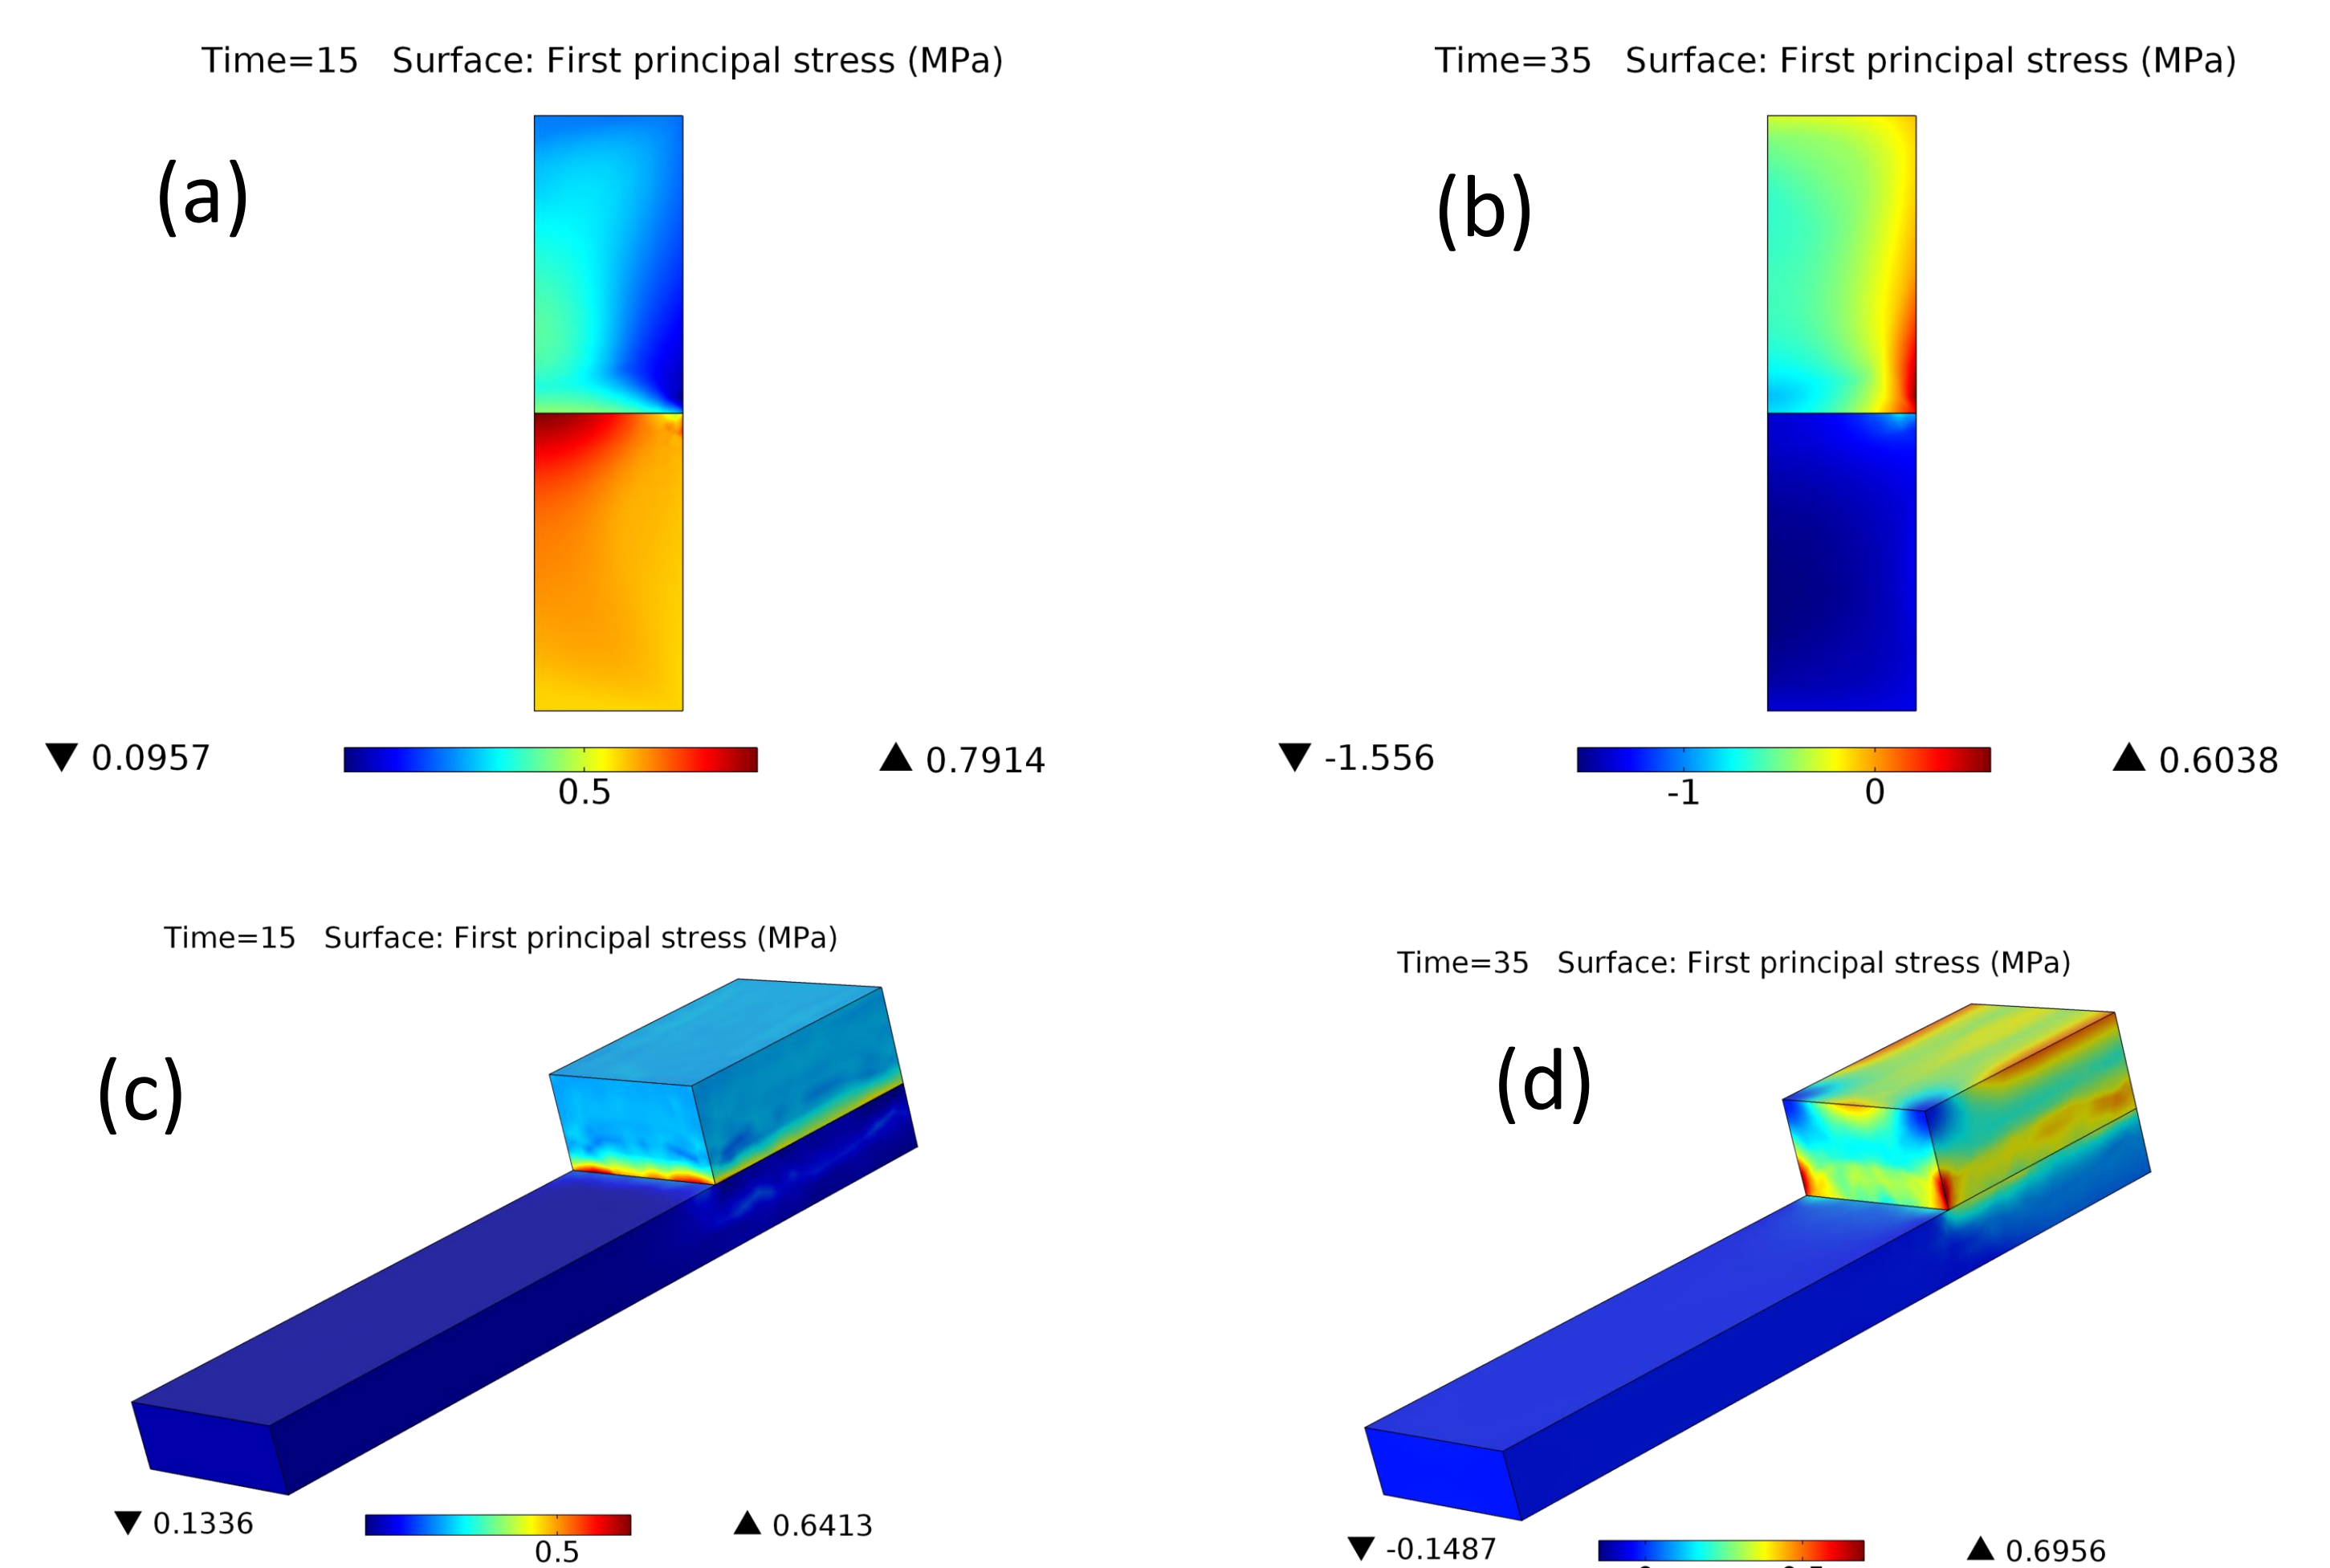 Time=15 Surface: First principal stress (MPa)
Time=35 Surface: First principal stress (MPa)
(a)
(b)
▼ 0.0957
▲ 0.7914
0.5
▼ -1.556
▲ 0.6038
-1 0
Time=15 Surface: First principal stress (MPa)
Time=35 Surface: First principal stress (MPa)
(c)
(d)
▼ 0.1336
▲ 0.6413
0.5
▼ -0.1487
▲ 0.6956